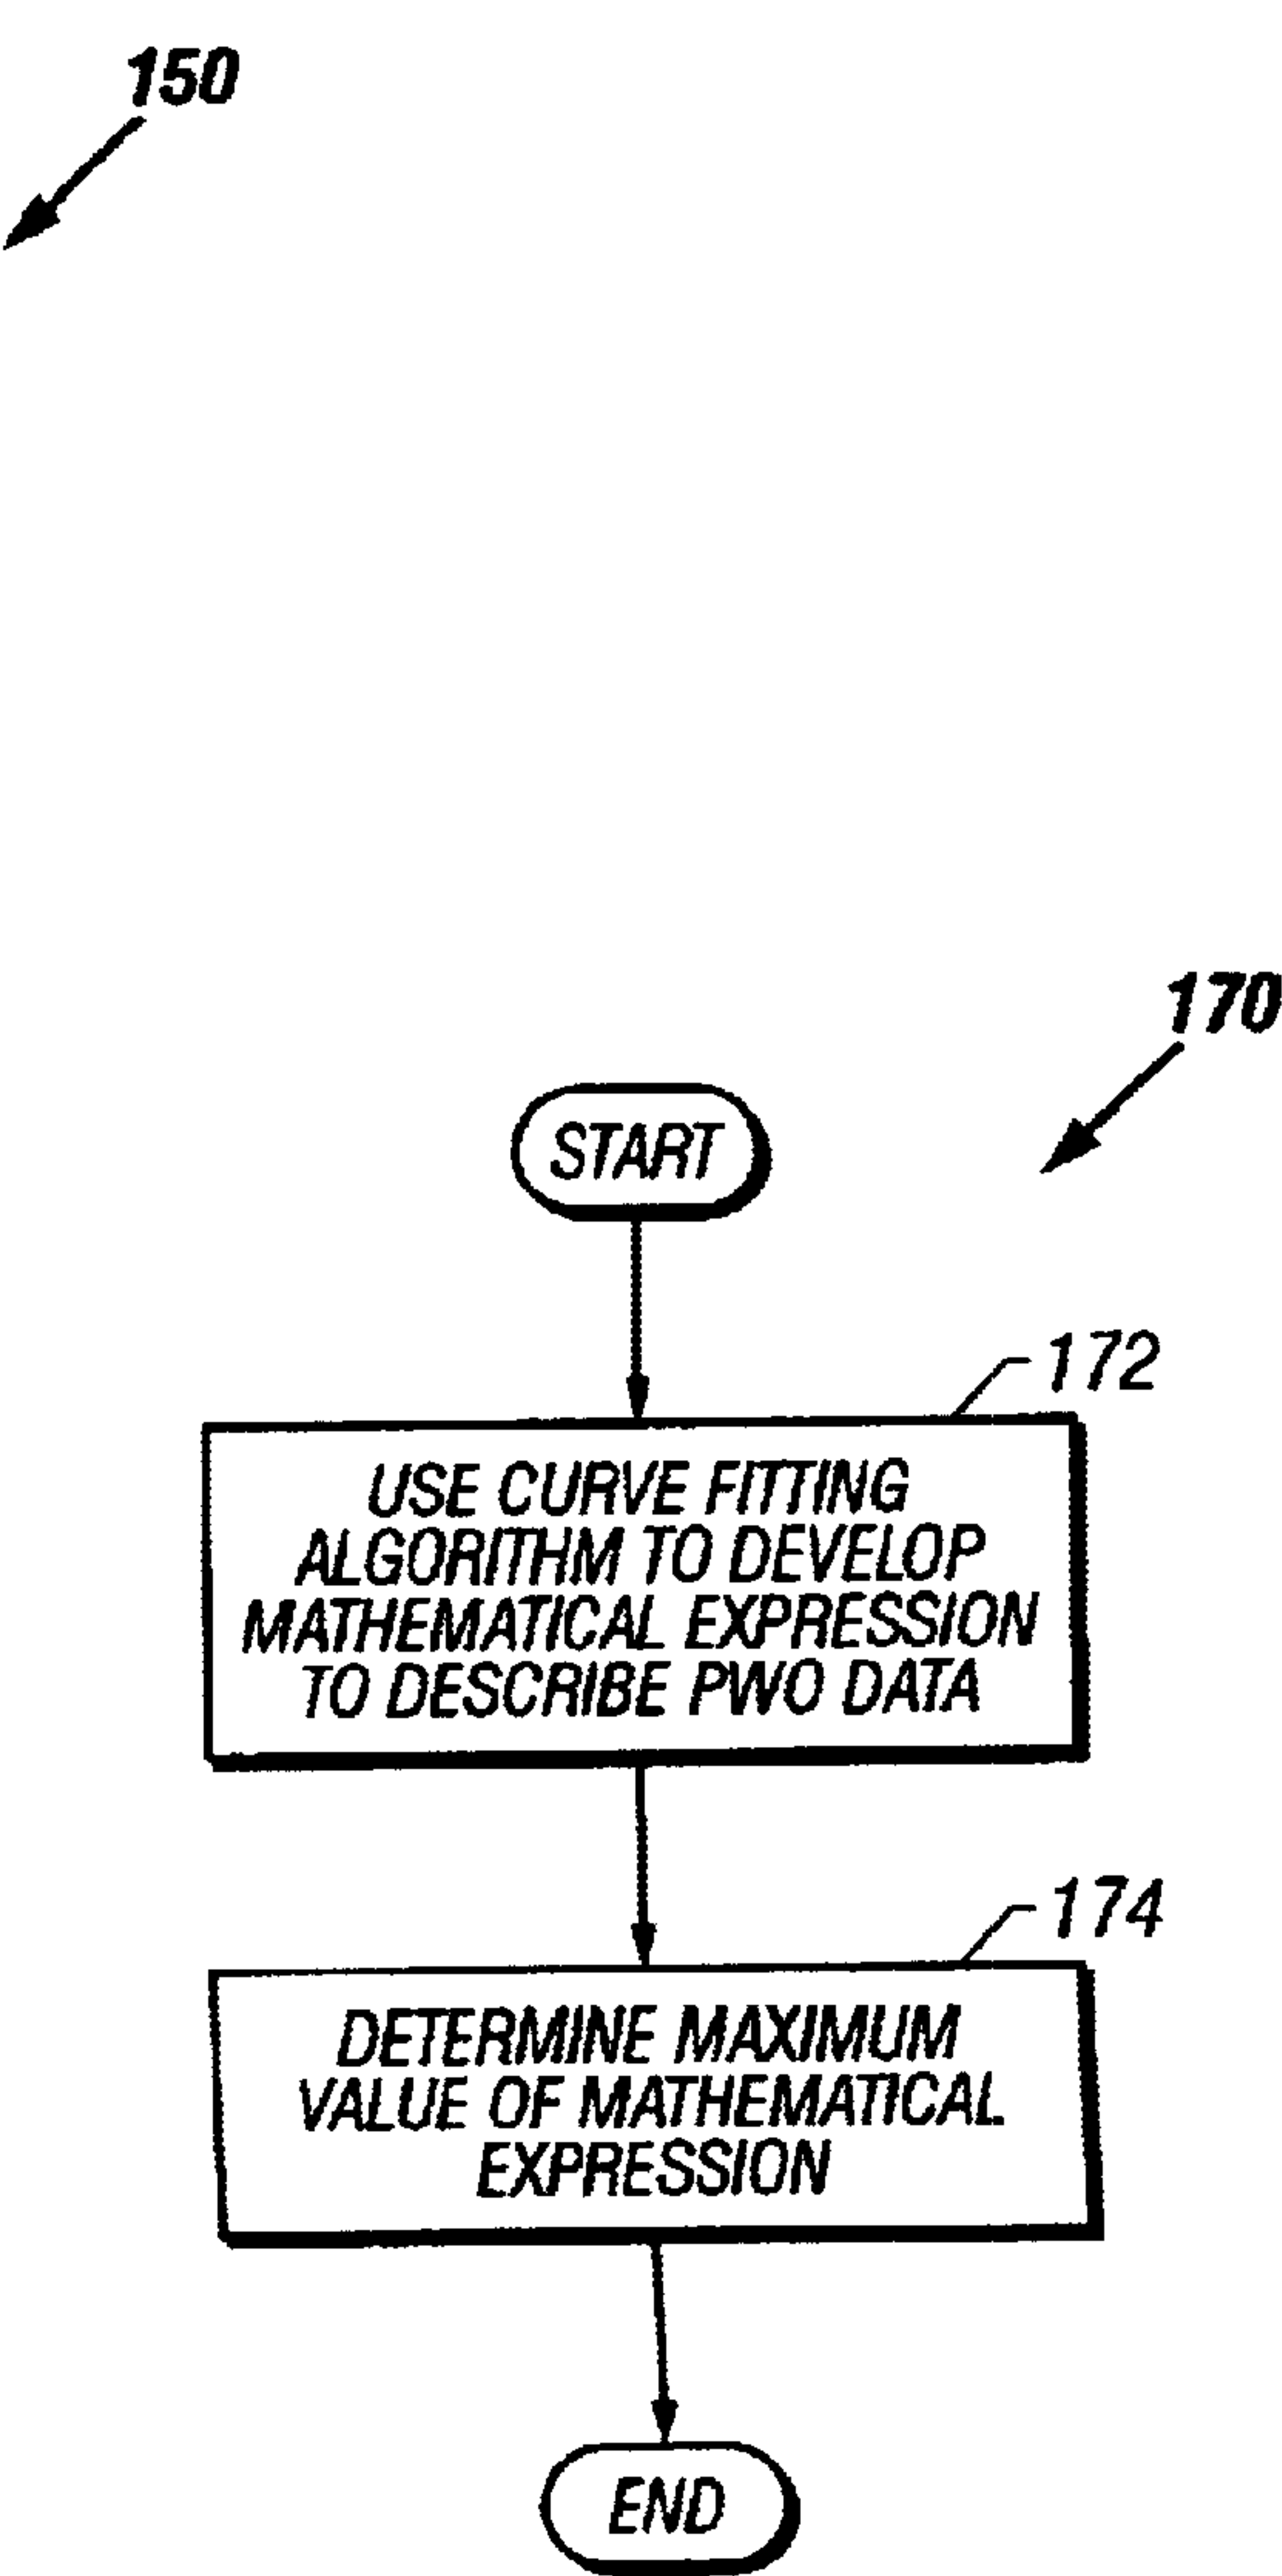 150
170
START
172
USE CURVE FITTING
ALGORITHM TO DEVELOP
MATHEMATICAL EXPRESSION
TO DESCRIBE PWO DATA
174
DETERMINE MAXIMUM
VALUE OF MATHEMATICAL
EXPRESSION
END